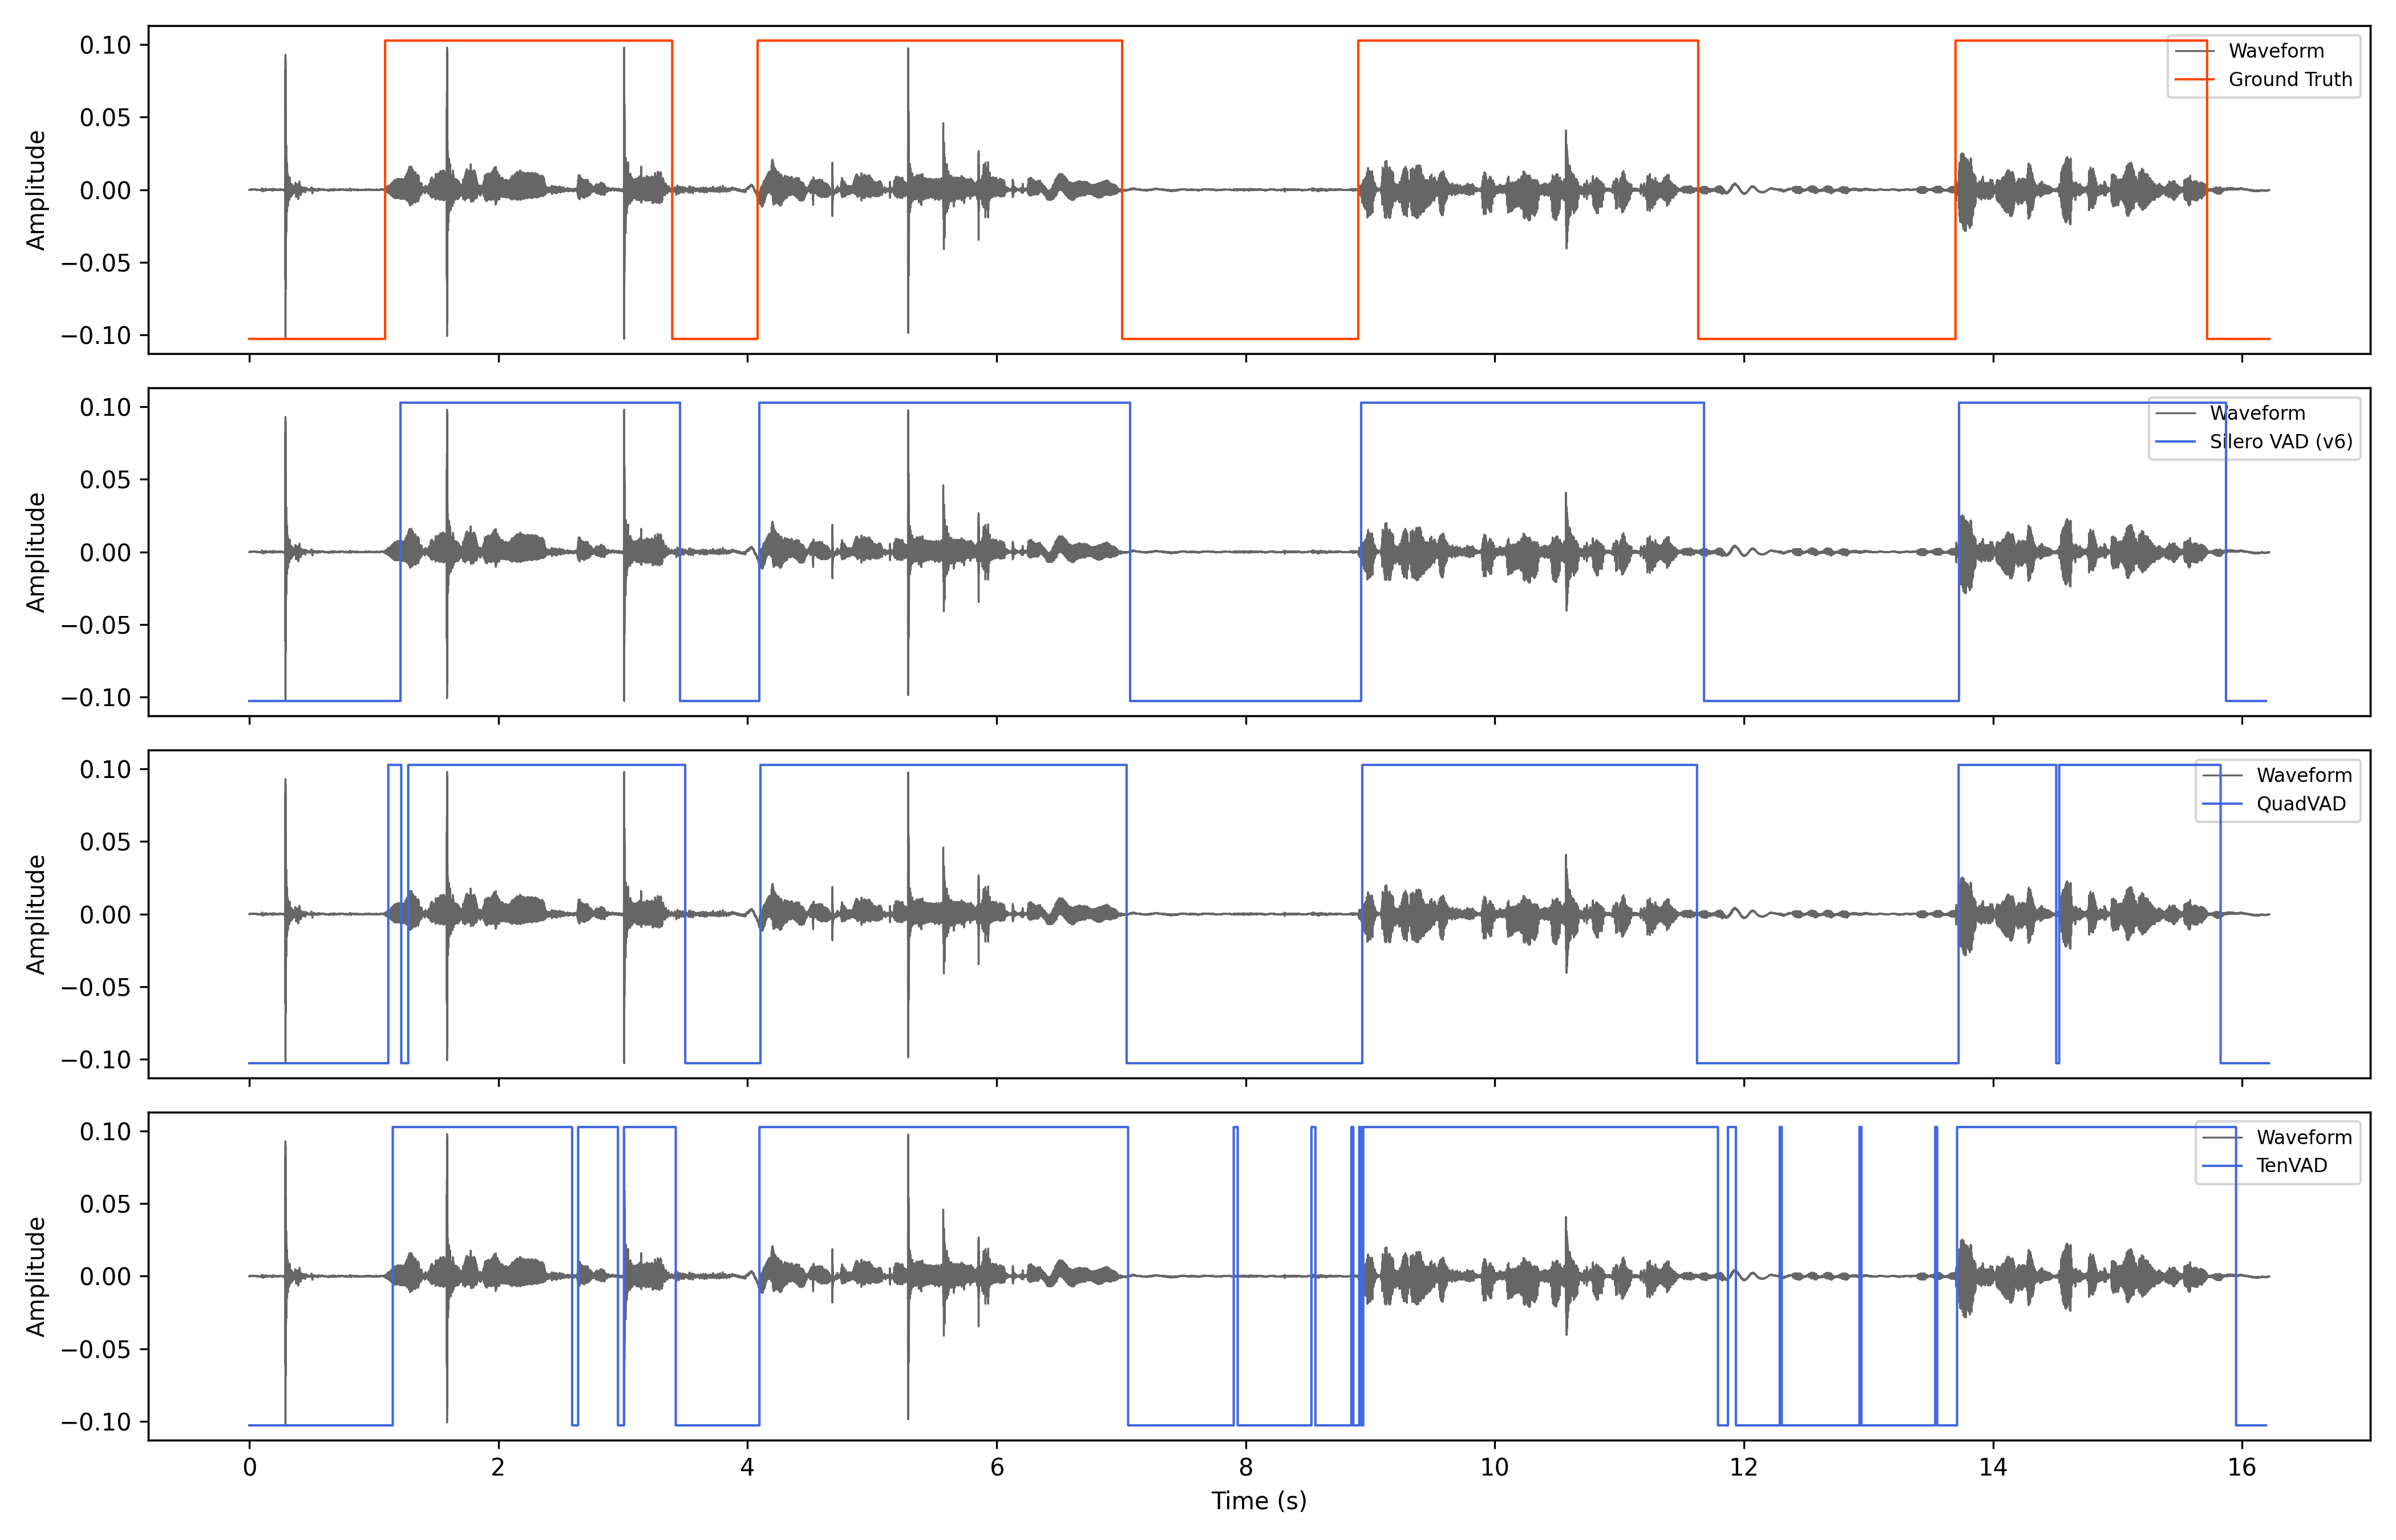 0.10
0.05
0.00
−0.05
−0.10
Amplitude
Waveform
Ground Truth
0.10
0.05
0.00
−0.05
−0.10
Amplitude
Waveform
Silero VAD (v6)
0.10
0.05
0.00
−0.05
−0.10
Amplitude
Waveform
QuadVAD
0.10
0.05
0.00
−0.05
−0.10
Amplitude
Waveform
TenVAD
0 2 4 6 8 10 12 14 16
Time (s)